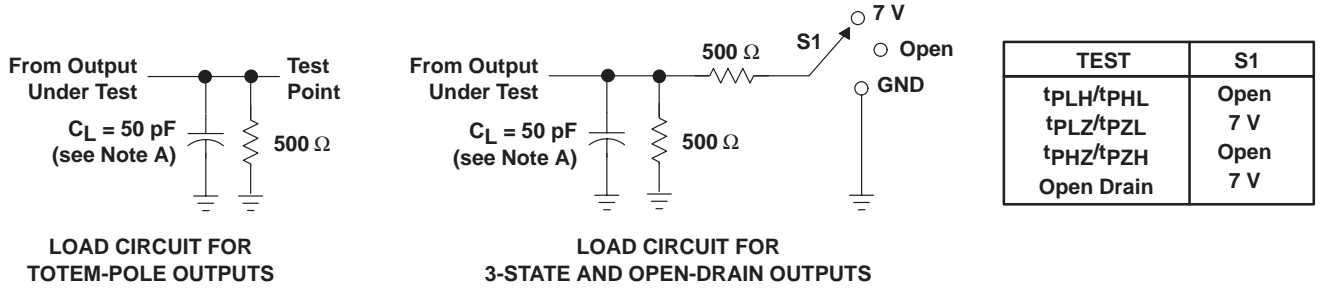 From Output
Under Test
Test
Point
CL = 50 pF
(see Note A)
500 Ω
LOAD CIRCUIT FOR
TOTEM-POLE OUTPUTS
From Output
Under Test
500 Ω
S1
7 V
Open
GND
CL = 50 pF
(see Note A)
500 Ω
LOAD CIRCUIT FOR
3-STATE AND OPEN-DRAIN OUTPUTS
TEST S1
tPLH/tPHL Open
tPLZ/tPZL 7 V
tPHZ/tPZH Open
Open Drain 7 V